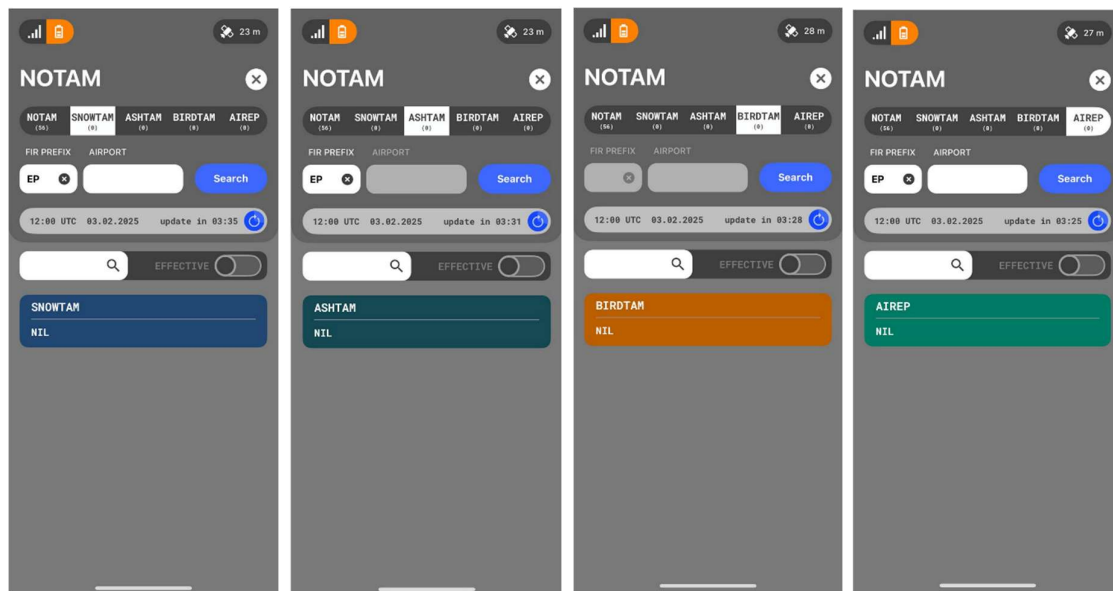 23 m
NOTAM
NOTAM SNOWTAM ASHTAM BIRDTAM AIREP
(56) (0) (0) (0) (0)
FIR PREFIX AIRPORT
EP Search
12:00 UTC 03.02.2025 update in 03:35
EFFECTIVE
SNOWTAM
NIL
23 m
NOTAM
NOTAM SNOWTAM ASHTAM BIRDTAM AIREP
(56) (0) (0) (0) (0)
FIR PREFIX AIRPORT
EP Search
12:00 UTC 03.02.2025 update in 03:31
EFFECTIVE
ASHTAM
NIL
28 m
NOTAM
NOTAM SNOWTAM ASHTAM BIRDTAM AIREP
(56) (0) (0) (0) (0)
FIR PREFIX AIRPORT
Search
12:00 UTC 03.02.2025 update in 03:28
EFFECTIVE
BIRDTAM
NIL
27 m
NOTAM
NOTAM SNOWTAM ASHTAM BIRDTAM AIREP
(56) (0) (0) (0) (0)
FIR PREFIX AIRPORT
EP Search
12:00 UTC 03.02.2025 update in 03:25
EFFECTIVE
AIREP
NIL